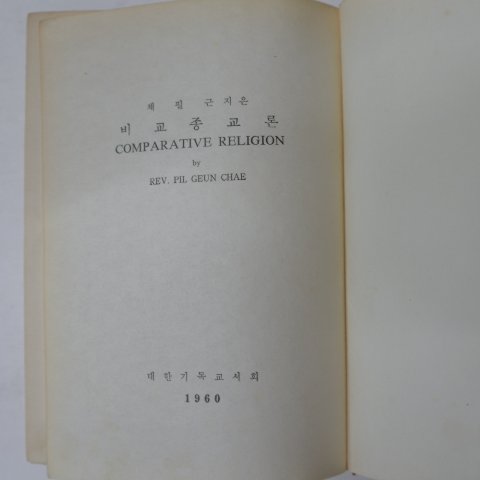 채 필 근 지 은
비 교 종 교 론
COMPARATIVE RELIGION
by
REV. PIL GEUN CHAE
대 한 기 독 교 서 회
1960